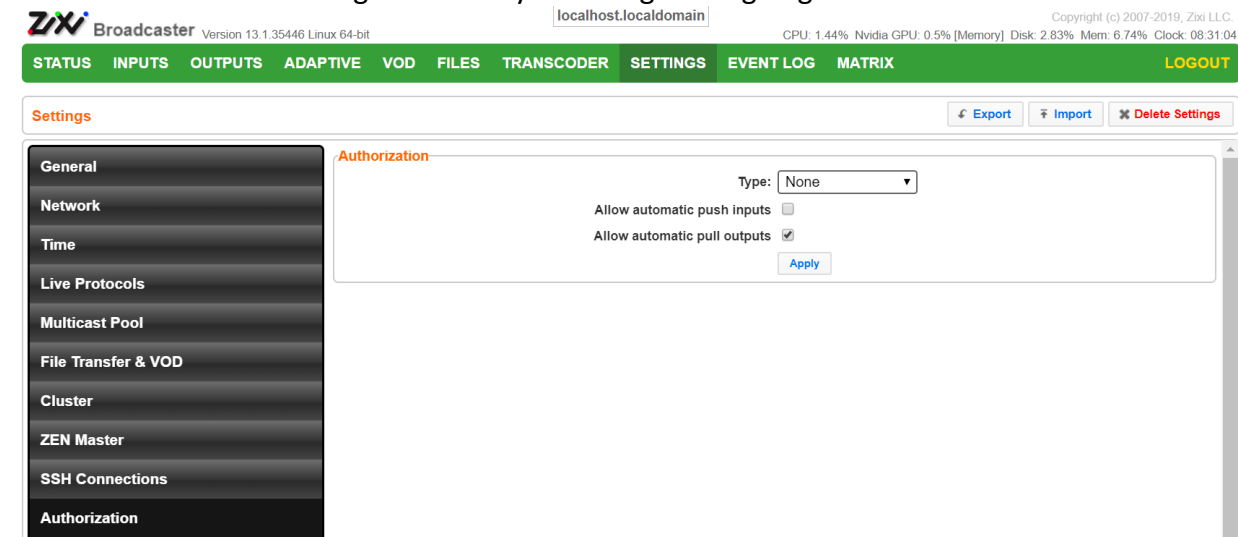 ZiXi Broadcaster Version 13.1.35446 Linux 64-bit
localhost.localdomain
Copyright (c) 2007-2019, Zixi LLC.
CPU: 1.44% Nvidia GPU: 0.5% [Memory] Disk: 2.83% Mem: 6.74% Clock: 08:31:04
STATUS INPUTS OUTPUTS ADAPTIVE VOD FILES TRANSCODER SETTINGS EVENT LOG MATRIX LOGOUT
Settings Export Import Delete Settings
General
Network
Time
Live Protocols
Multicast Pool
File Transfer & VOD
Cluster
ZEN Master
SSH Connections
Authorization
Authorization
Type: None
Allow automatic push inputs
Allow automatic pull outputs
Apply